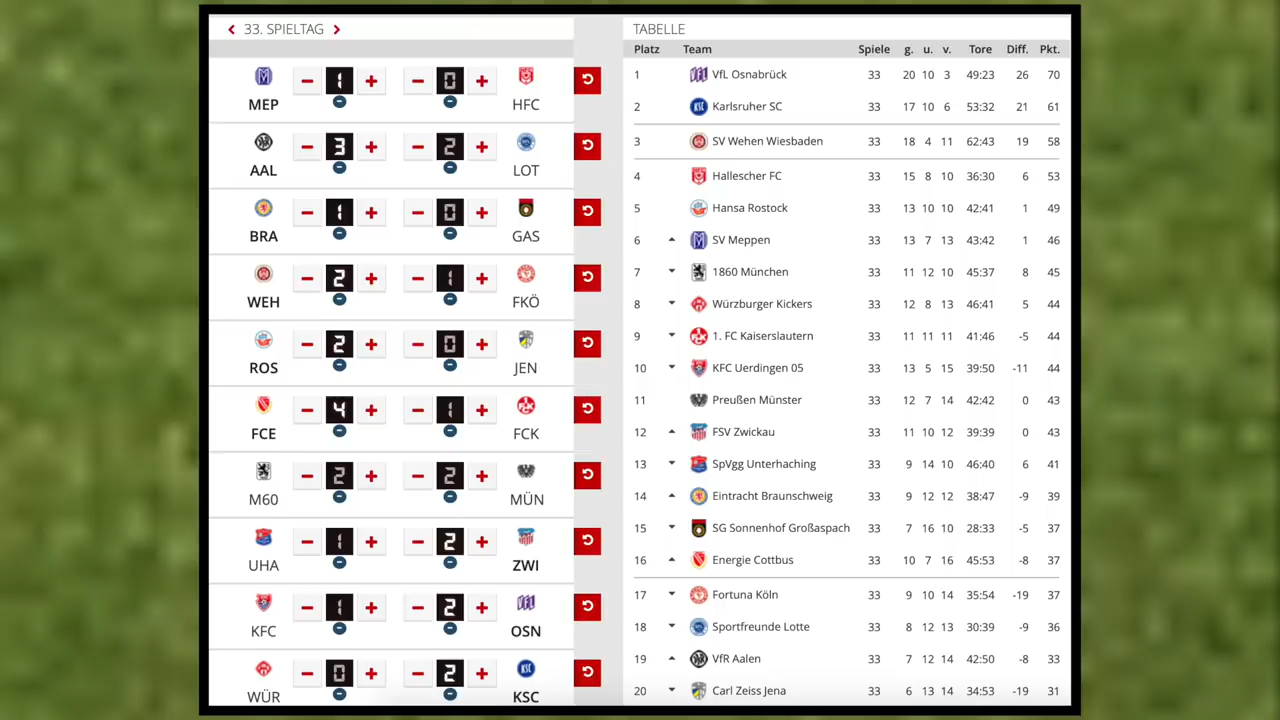 33. SPIELTAG
MEP 1 0 HFC
AAL 3 2 LOT
BRA 1 0 GAS
WEH 2 1 FKÖ
ROS 2 0 JEN
FCE 4 1 FCK
M60 2 2 MÜN
UHA 1 2 ZWI
KFC 1 2 OSN
WÜR 0 2 KSC
TABELLE
Platz Team Spiele g. u. v. Tore Diff. Pkt.
1 VfL Osnabrück 33 20 10 3 49:23 26 70
2 Karlsruher SC 33 17 10 6 53:32 21 61
3 SV Wehen Wiesbaden 33 18 4 11 62:43 19 58
4 Hallescher FC 33 15 8 10 36:30 6 53
5 Hansa Rostock 33 13 10 10 42:41 1 49
6 SV Meppen 33 13 7 13 43:42 1 46
7 1860 München 33 11 12 10 45:37 8 45
8 Würzburger Kickers 33 12 8 13 46:41 5 44
9 1. FC Kaiserslautern 33 11 11 11 41:46 -5 44
10 KFC Uerdingen 05 33 13 5 15 39:50 -11 44
11 Preußen Münster 33 12 7 14 42:42 0 43
12 FSV Zwickau 33 11 10 12 39:39 0 43
13 SpVgg Unterhaching 33 9 14 10 46:40 6 41
14 Eintracht Braunschweig 33 9 12 12 38:47 -9 39
15 SG Sonnenhof Großaspach 33 7 16 10 28:33 -5 37
16 Energie Cottbus 33 10 7 16 45:53 -8 37
17 Fortuna Köln 33 9 10 14 35:54 -19 37
18 Sportfreunde Lotte 33 8 12 13 30:39 -9 36
19 VfR Aalen 33 7 12 14 42:50 -8 33
20 Carl Zeiss Jena 33 6 13 14 34:53 -19 31